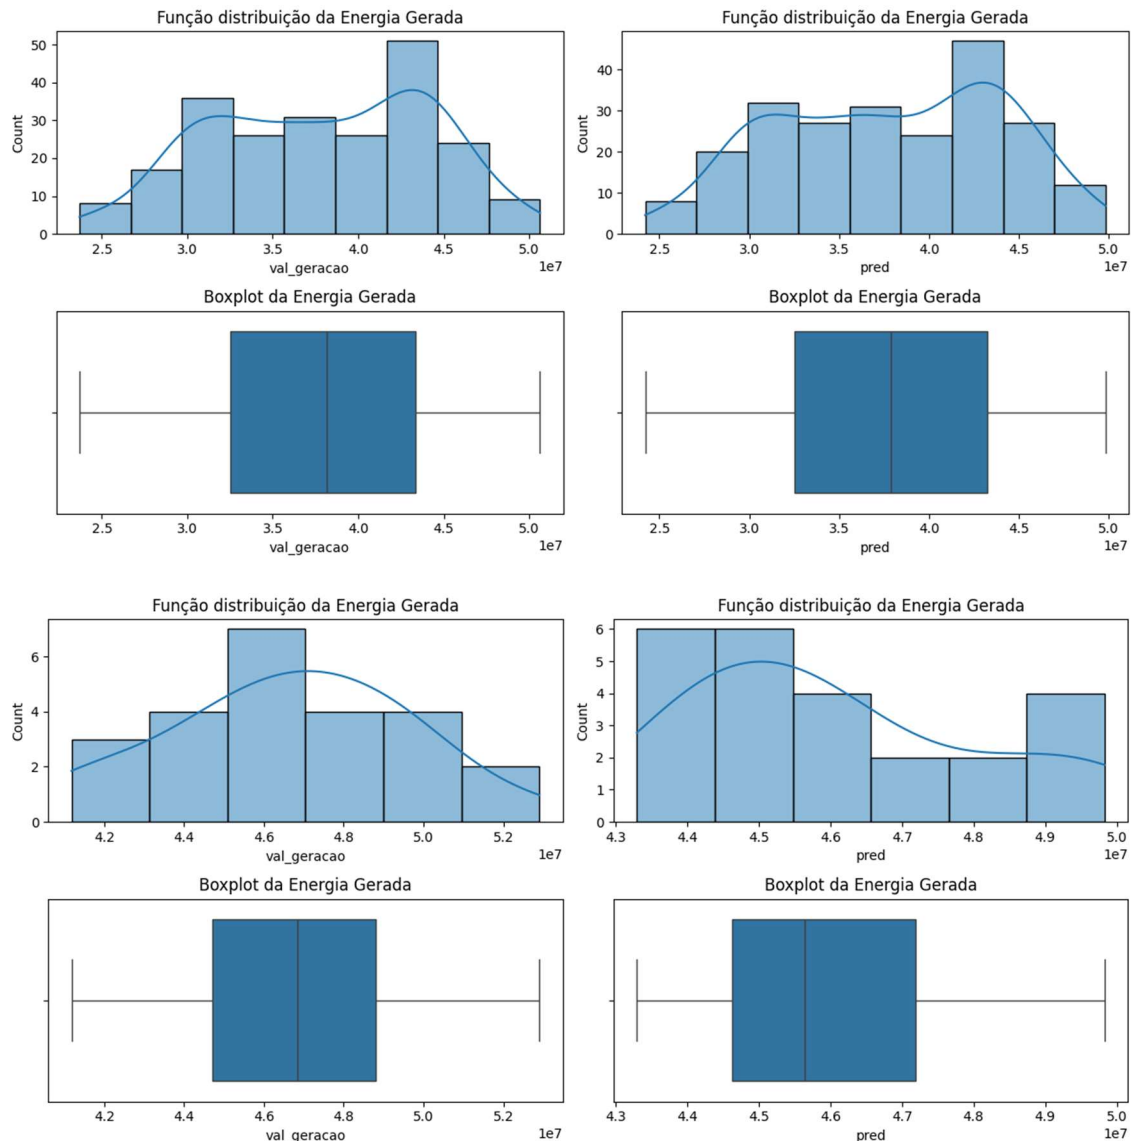 Função distribuição da Energia Gerada
50
40
30
20
10
0
Count
2.5 3.0 3.5 4.0 4.5 5.0
1e7
val_geracao
Função distribuição da Energia Gerada
40
30
20
10
0
Count
2.5 3.0 3.5 4.0 4.5 5.0
1e7
pred
Boxplot da Energia Gerada
2.5 3.0 3.5 4.0 4.5 5.0
1e7
val_geracao
Boxplot da Energia Gerada
2.5 3.0 3.5 4.0 4.5 5.0
1e7
pred
Função distribuição da Energia Gerada
6
4
2
0
Count
4.2 4.4 4.6 4.8 5.0 5.2
1e7
val_geracao
Função distribuição da Energia Gerada
6
5
4
3
2
1
0
Count
4.3 4.4 4.5 4.6 4.7 4.8 4.9 5.0
1e7
pred
Boxplot da Energia Gerada
4.2 4.4 4.6 4.8 5.0 5.2
1e7
val_geracao
Boxplot da Energia Gerada
4.3 4.4 4.5 4.6 4.7 4.8 4.9 5.0
1e7
pred